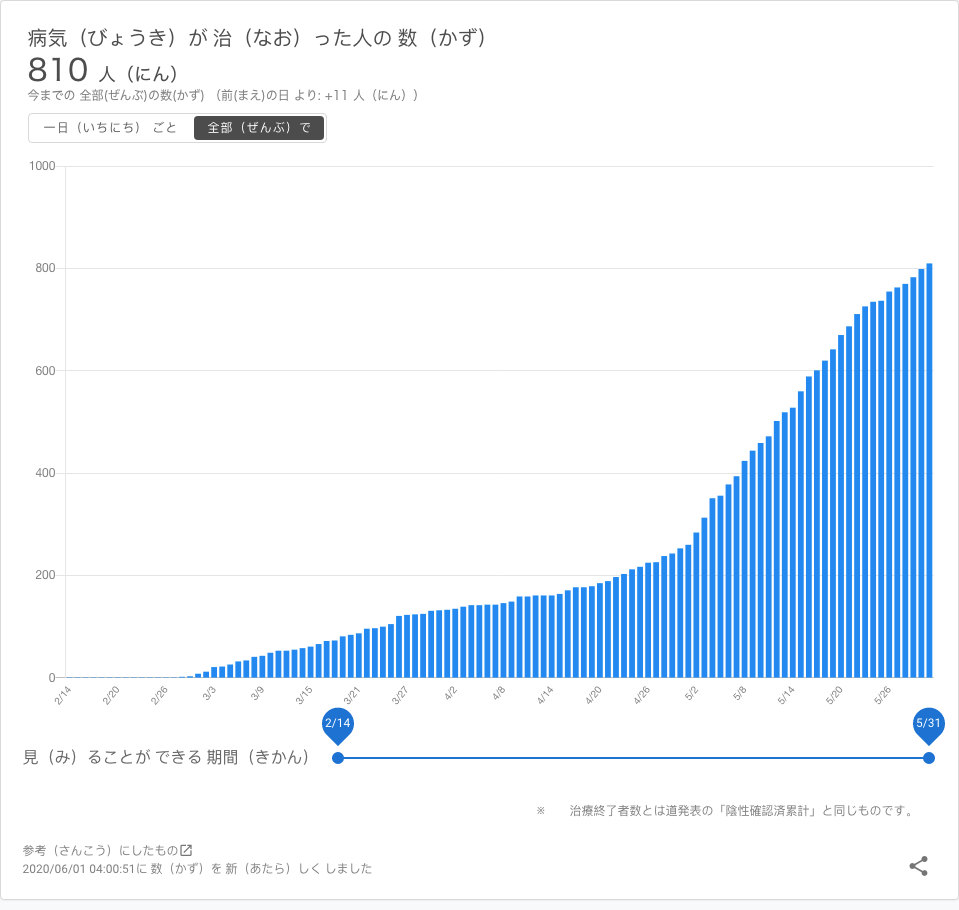 病気（びょうき）が 治（なお）った人の 数（かず）
810 人（にん）
今までの 全部(ぜんぶ)の数(かず) （前(まえ)の日 より: +11 人（にん））
一日（いちにち） ごと 全部（ぜんぶ）で
1000
800
600
400
200
0
2/14 2/20 2/26 3/3 3/9 3/15 3/21 3/27 4/2 4/8 4/14 4/20 4/26 5/2 5/8 5/14 5/20 5/26
2/14 5/31
見（み）ることが できる 期間（きかん）
※ 治療終了者数とは道発表の「陰性確認済累計」と同じものです。
参考（さんこう）にしたもの
2020/06/01 04:00:51に 数（かず）を 新（あたら）しく しました